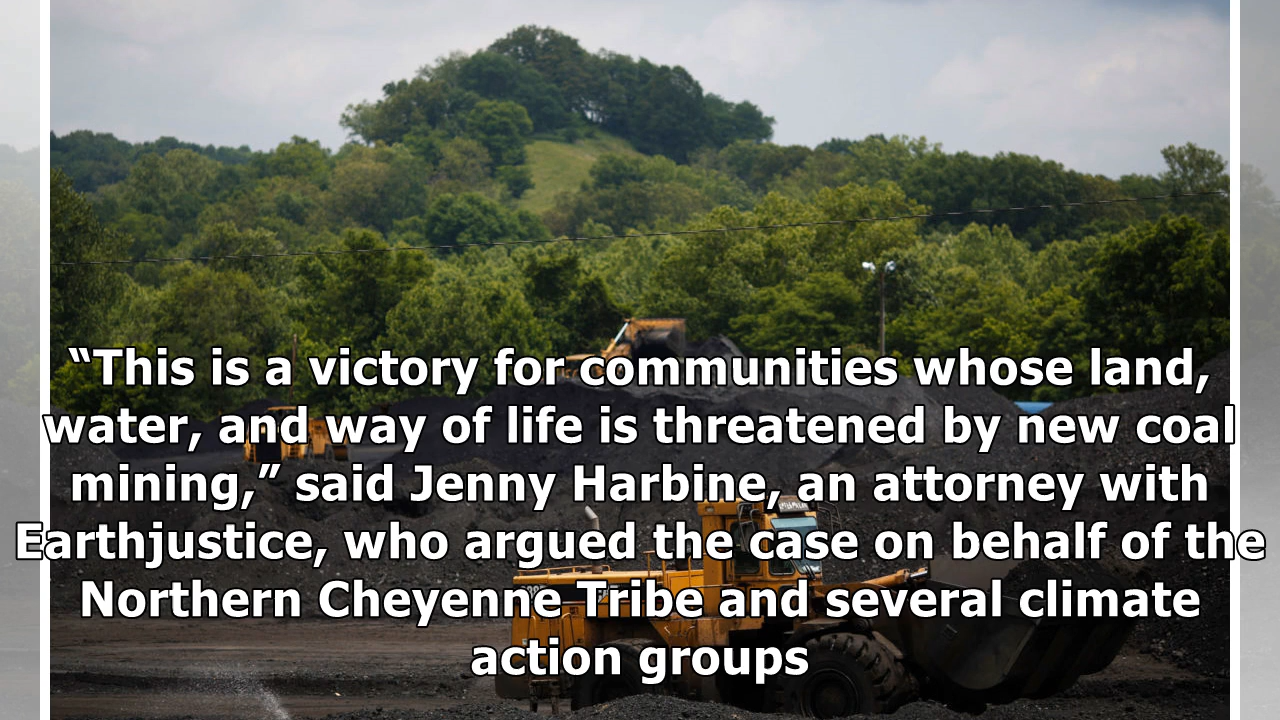 “This is a victory for communities whose land,
water, and way of life is threatened by new coal
mining,” said Jenny Harbine, an attorney with
Earthjustice, who argued the case on behalf of the
Northern Cheyenne Tribe and several climate
action groups